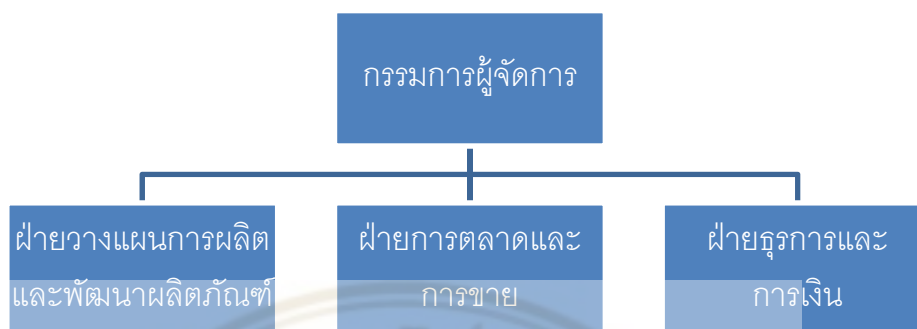 กรรมการผู้จัดการ
ฝ่ายวางแผนการผลิต
และพัฒนาผลิตภัณฑ์
ฝ่ายการตลาดและ
การขาย
ฝ่ายธุรการและ
การเงิน